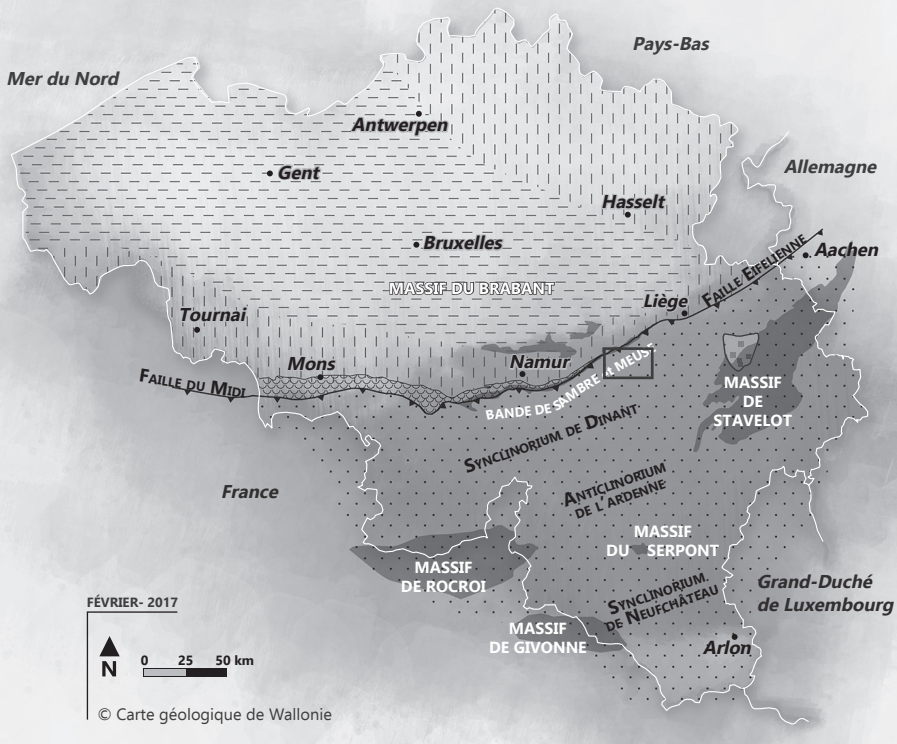 Pays-Bas
Mer du Nord
Antwerpen
Allemagne
Gent
Hasselt
Bruxelles
Aachen
FAILLE EIFELIENNE
MASSIF DU BRABANT
Liège
Tournai
Mons
Namur
FAILLE DU MIDI
BANDE DE SAMBRE et MEUSE
MASSIF
DE
STAVELOT
SYNCLINORIUM DE DINANT
ANTICLINORIUM
DE L'ARDENNE
France
MASSIF
DU SERPONT
MASSIF
DE ROCROI
Grand-Duché
de Luxembourg
SYNCLINORIUM
DE NEUFCHÂTEAU
MASSIF
DE GIVONNE
Arlon
FÉVRIER- 2017
N
0 25 50 km
© Carte géologique de Wallonie